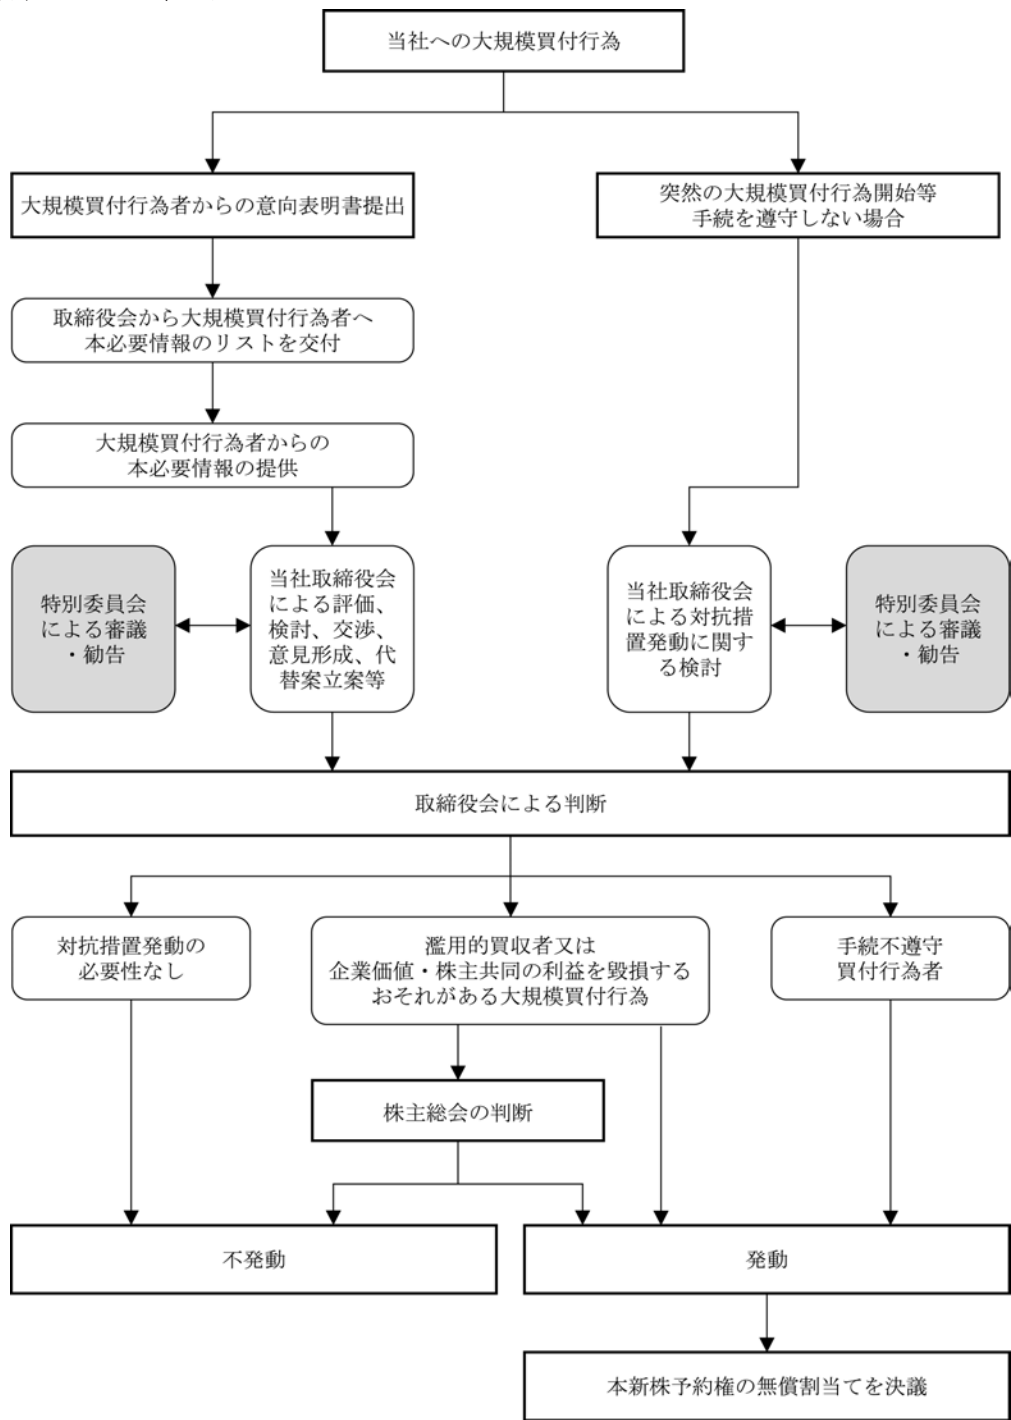 当社への大規模買付行為
大規模買付行為者からの意向表明書提出
突然の大規模買付行為開始等
手続を遵守しない場合
取締役会から大規模買付行為者へ
本必要情報のリストを交付
大規模買付行為者からの
本必要情報の提供
特別委員会
による審議
・勧告
当社取締役会
による評価、
検討、交渉、
意見形成、代
替案立案等
当社取締役会
による対抗措
置発動に関す
る検討
特別委員会
による審議
・勧告
取締役会による判断
対抗措置発動の
必要性なし
濫用的買収者又は
企業価値・株主共同の利益を毀損する
おそれがある大規模買付行為
手続不遵守
買付行為者
株主総会の判断
不発動
発動
本新株予約権の無償割当てを決議